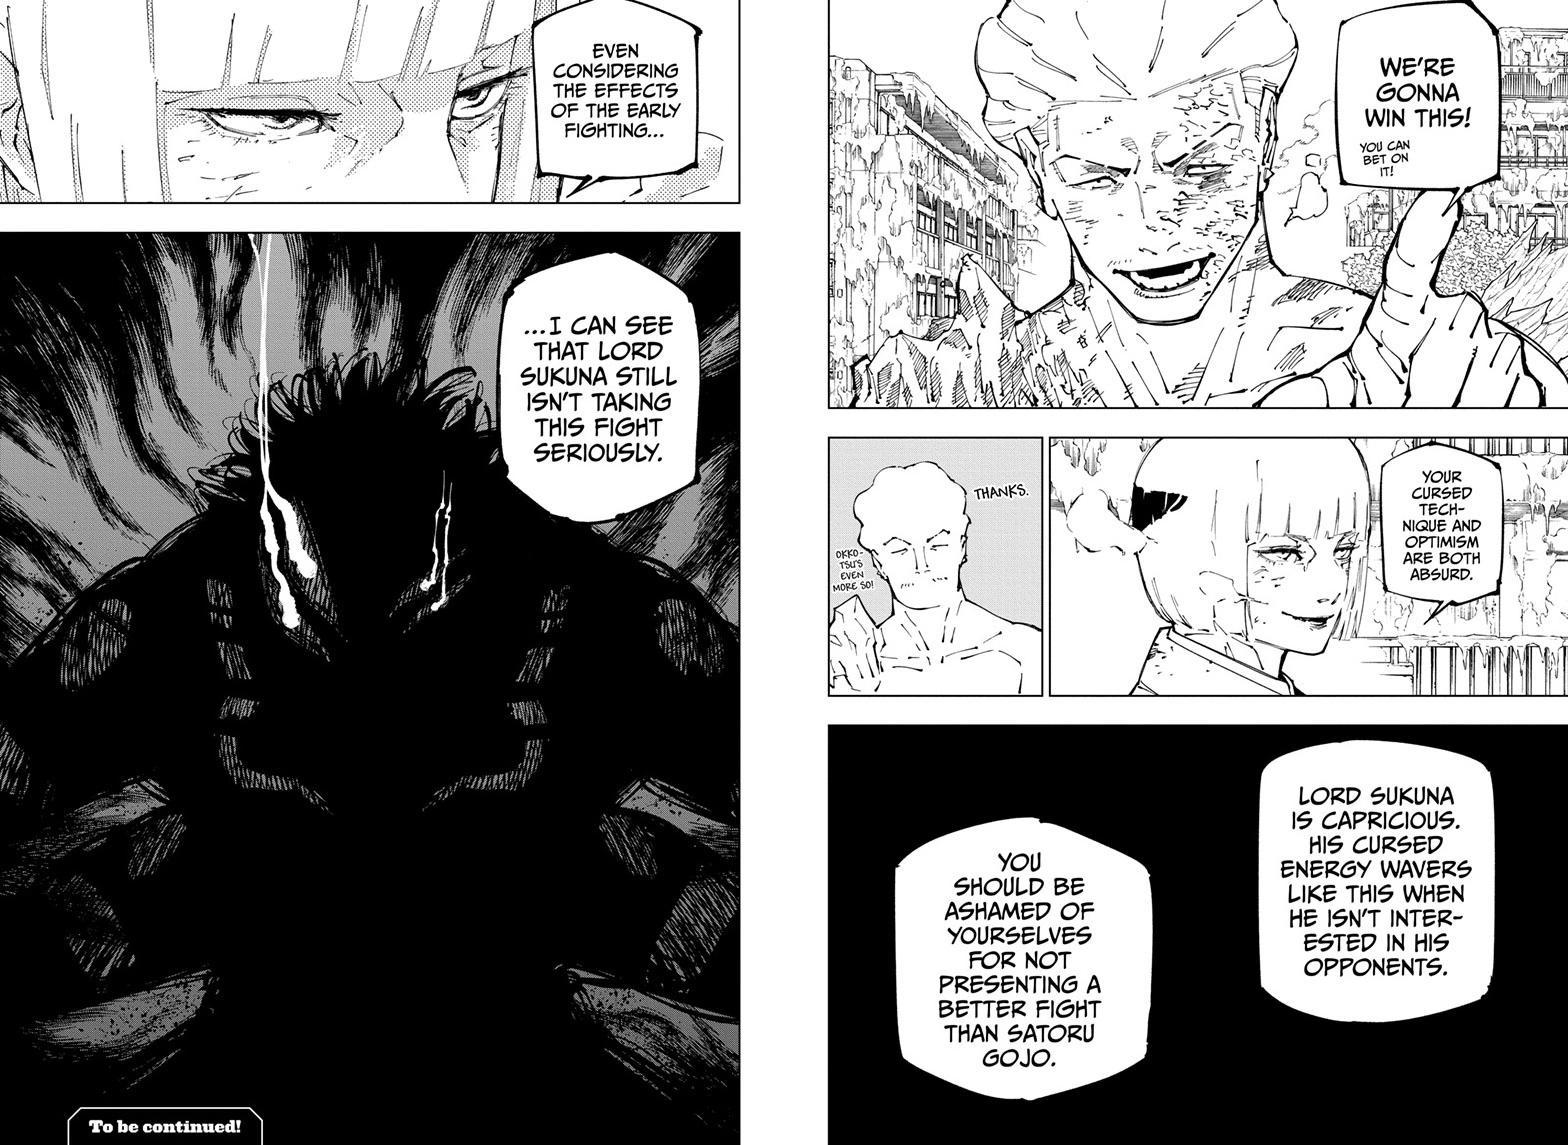 WE'RE
GONNA
WIN THIS!
YOU CAN
BET ON
IT!
YOUR
CURSED
TECH-
NIQUE AND
OPTIMISM
ARE BOTH
ABSURD.
THANKS.
OKKO-
TSU'S
EVEN
MORE SO!
LORD SUKUNA
IS CAPRICIOUS.
HIS CURSED
ENERGY WAVERS
LIKE THIS WHEN
HE ISN'T INTER-
ESTED IN HIS
OPPONENTS.
YOU
SHOULD BE
ASHAMED OF
YOURSELVES
FOR NOT
PRESENTING A
BETTER FIGHT
THAN SATORU
GOJO.
EVEN
CONSIDERING
THE EFFECTS
OF THE EARLY
FIGHTING...
...I CAN SEE
THAT LORD
SUKUNA STILL
ISN'T TAKING
THIS FIGHT
SERIOUSLY.
To be continued!